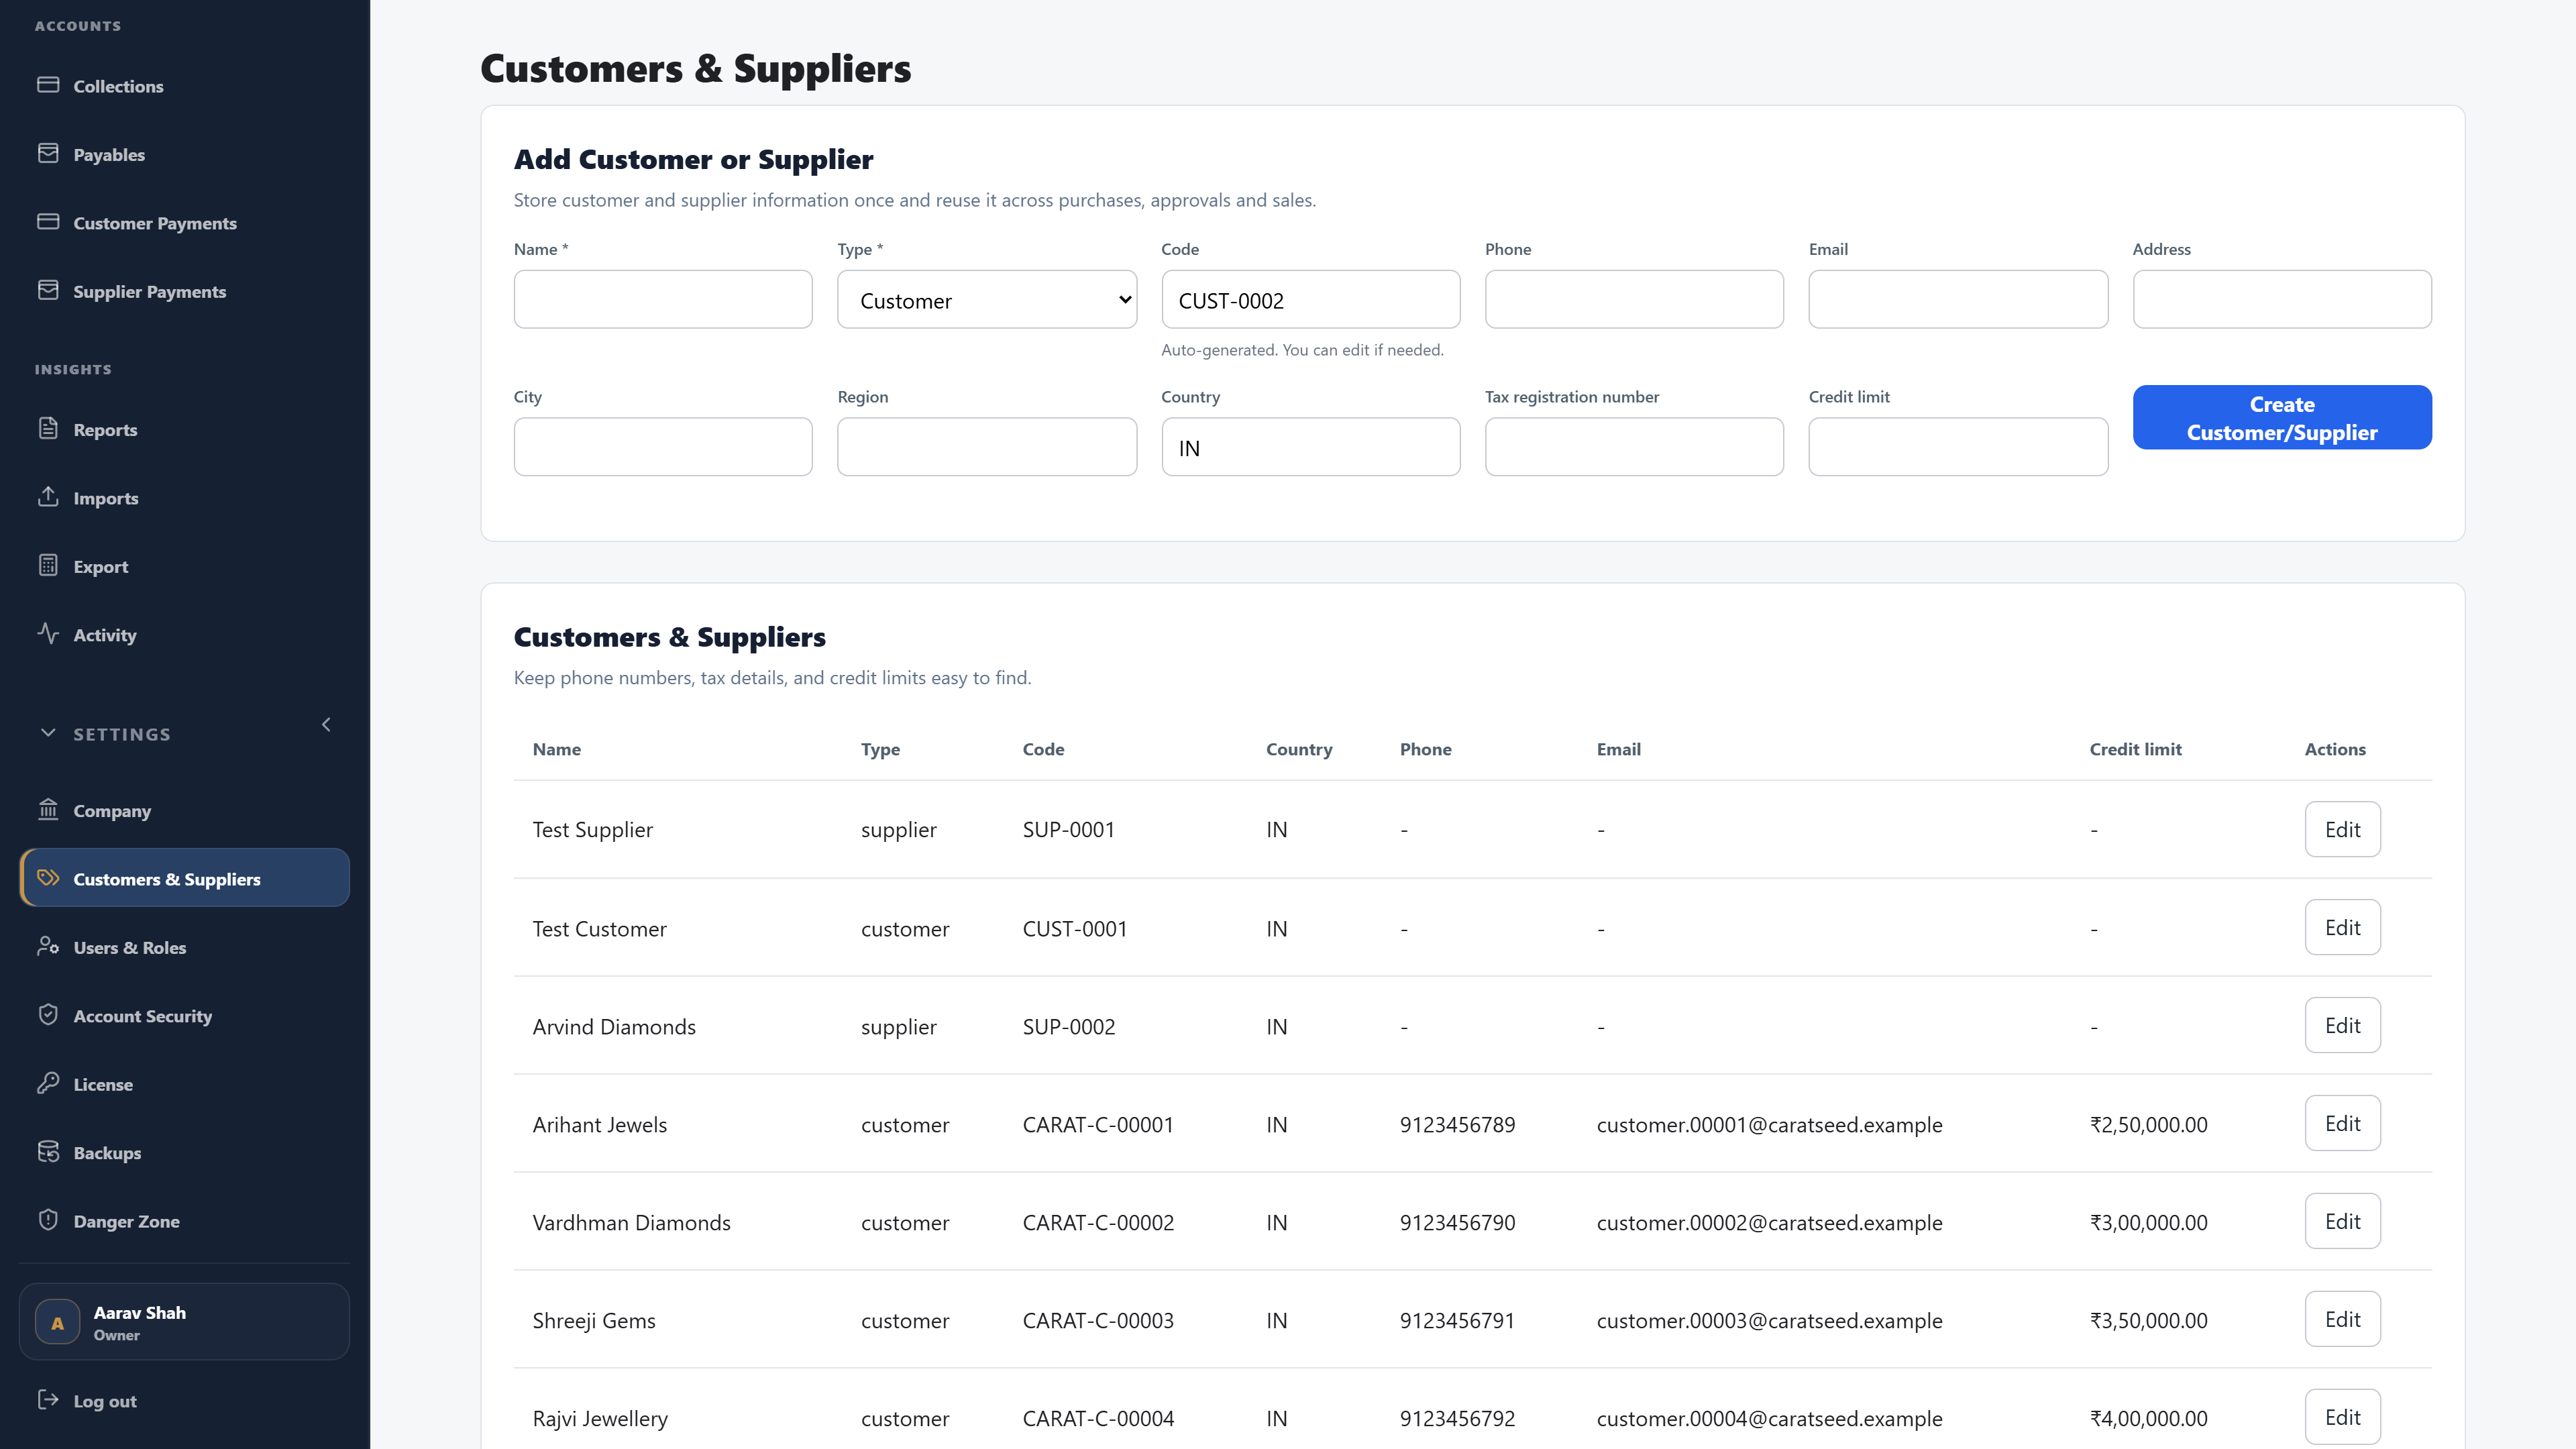 ACCOUNTS
Collections
Payables
Customer Payments
Supplier Payments
INSIGHTS
Reports
Imports
Export
Activity
SETTINGS
Company
Customers & Suppliers
Users & Roles
Account Security
License
Backups
Danger Zone
A
Aarav Shah
Owner
Log out
Customers & Suppliers
Add Customer or Supplier
Store customer and supplier information once and reuse it across purchases, approvals and sales.
Name * Type * Code Phone Email Address
Customer CUST-0002
Auto-generated. You can edit if needed.
City Region Country Tax registration number Credit limit
IN
Create
Customer/Supplier
Customers & Suppliers
Keep phone numbers, tax details, and credit limits easy to find.
Name Type Code Country Phone Email Credit limit Actions
Test Supplier supplier SUP-0001 IN - - - Edit
Test Customer customer CUST-0001 IN - - - Edit
Arvind Diamonds supplier SUP-0002 IN - - - Edit
Arihant Jewels customer CARAT-C-00001 IN 9123456789 customer.00001@caratseed.example ₹2,50,000.00 Edit
Vardhman Diamonds customer CARAT-C-00002 IN 9123456790 customer.00002@caratseed.example ₹3,00,000.00 Edit
Shreeji Gems customer CARAT-C-00003 IN 9123456791 customer.00003@caratseed.example ₹3,50,000.00 Edit
Rajvi Jewellery customer CARAT-C-00004 IN 9123456792 customer.00004@caratseed.example ₹4,00,000.00 Edit